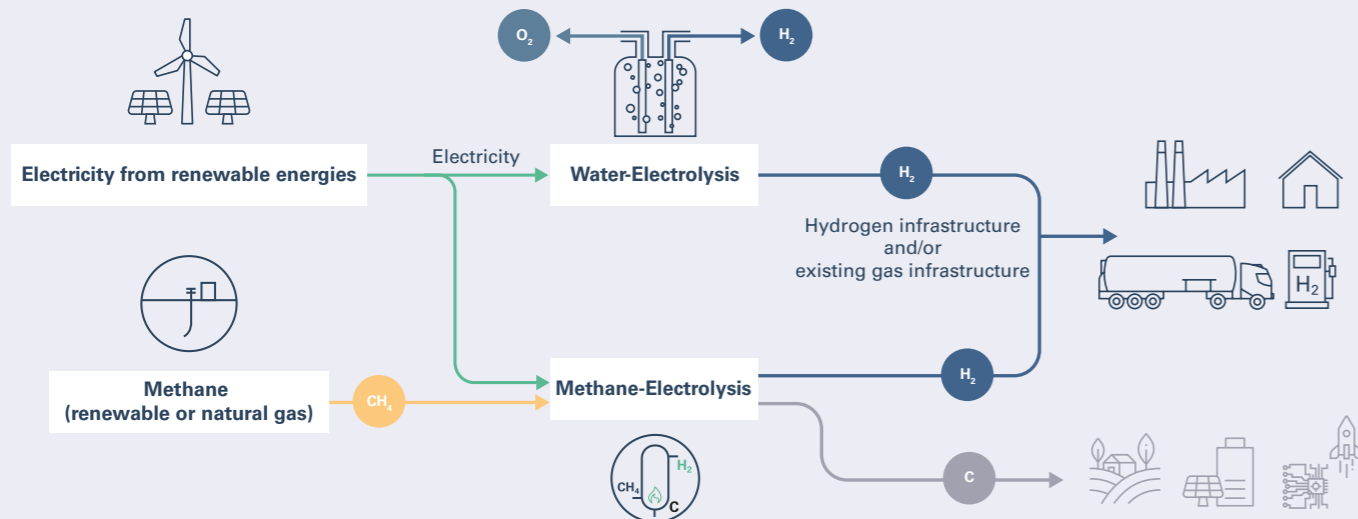 O₂
H₂
Electricity from renewable energies
Electricity
Water-Electrolysis
H₂
Hydrogen infrastructure
and/or
existing gas infrastructure
H₂
Methane
(renewable or natural gas)
CH₄
Methane-Electrolysis
H₂
H₂
CH₄
C
C